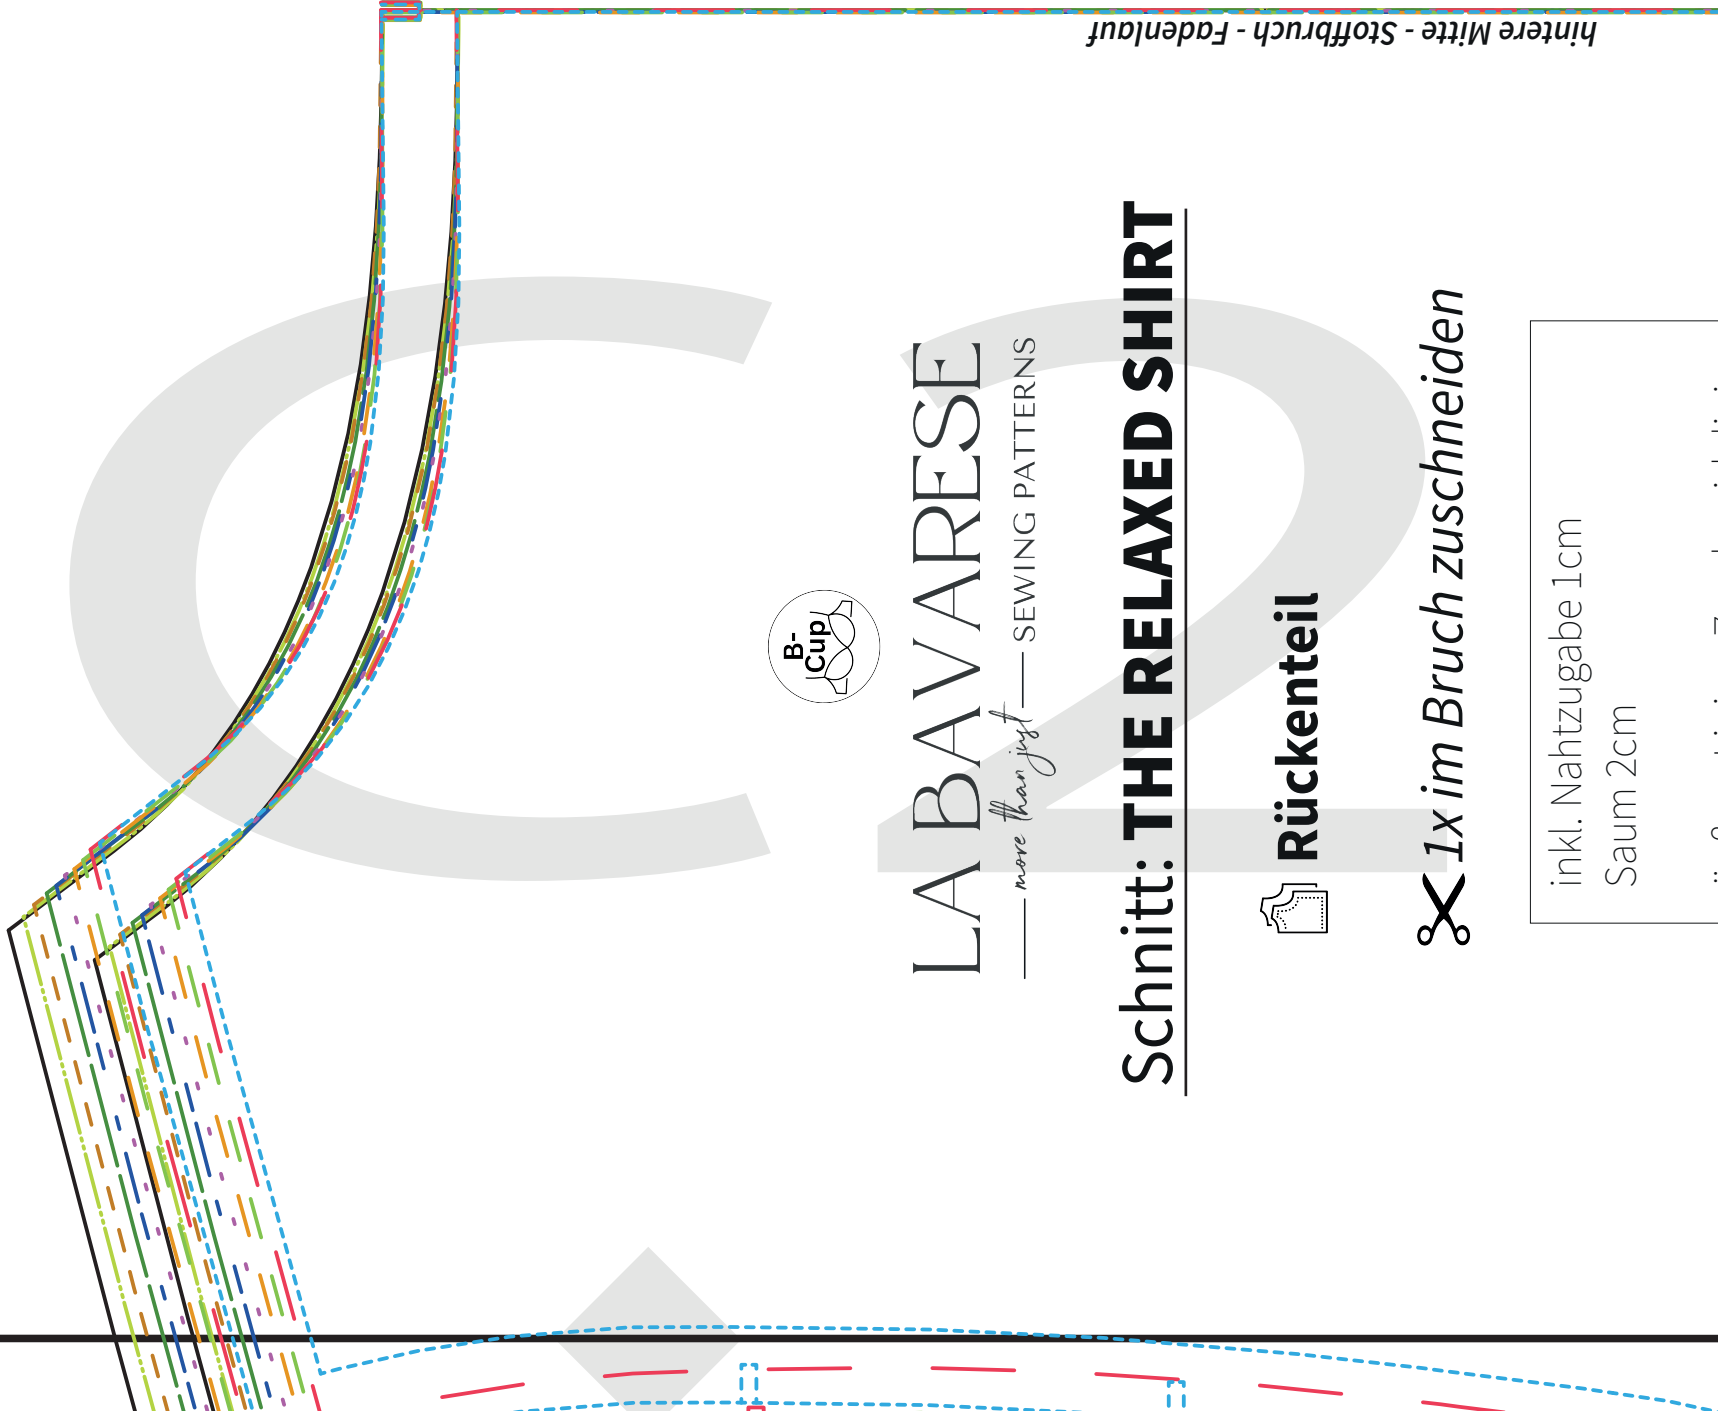 hintere Mitte - Stoffbruch - Fadenlauf
C2
B-
Cup
LA BAVARESE
more than just SEWING PATTERNS
Schnitt: THE RELAXED SHIRT
Rückenteil
1x im Bruch zuschneiden
inkl. Nahtzugabe 1cm
Saum 2cm